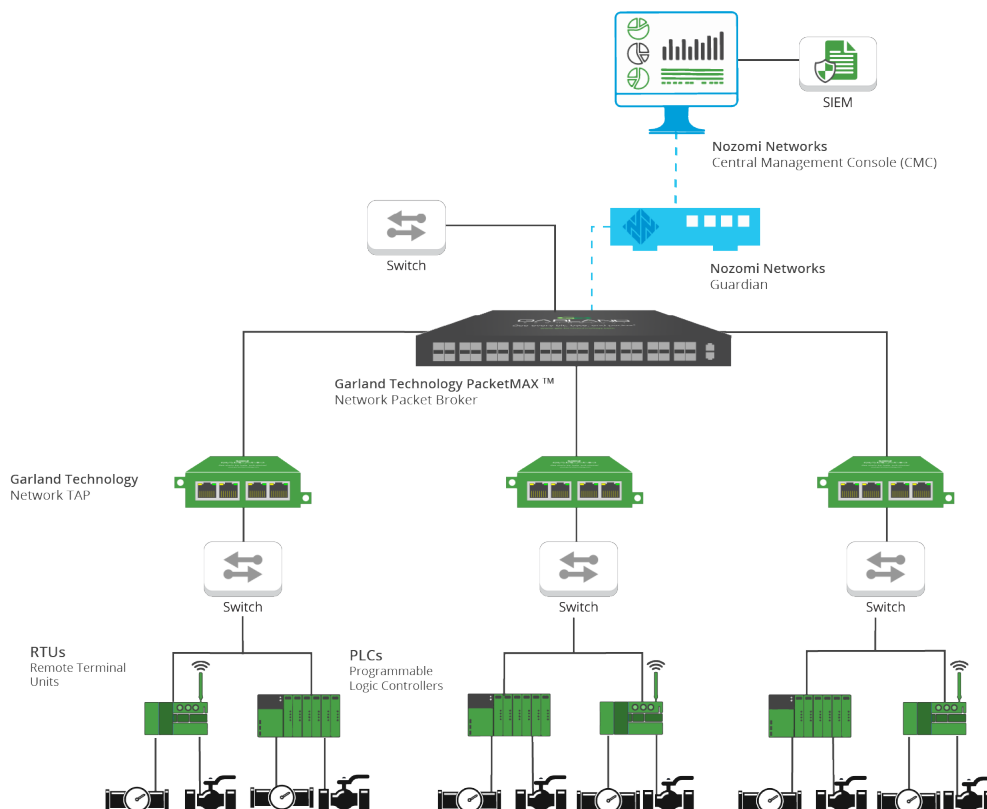 SIEM
Nozomi Networks
Central Management Console (CMC)
Switch
Nozomi Networks
Guardian
GARLAND
Garland Technology PacketMAX ™
Network Packet Broker
Garland Technology
Network TAP
Switch
Switch
Switch
RTUs
Remote Terminal
Units
PLCs
Programmable
Logic Controllers